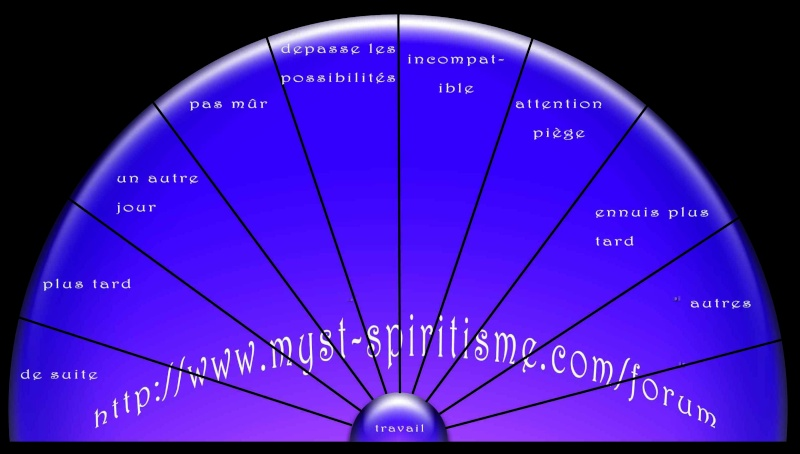 depasse les
possibilités
incompat-
ible
pas mûr
attention
piège
un autre
jour
ennuis plus
tard
plus tard
autres
de suite
http://www.myst-spiritisme.com/forum
travail